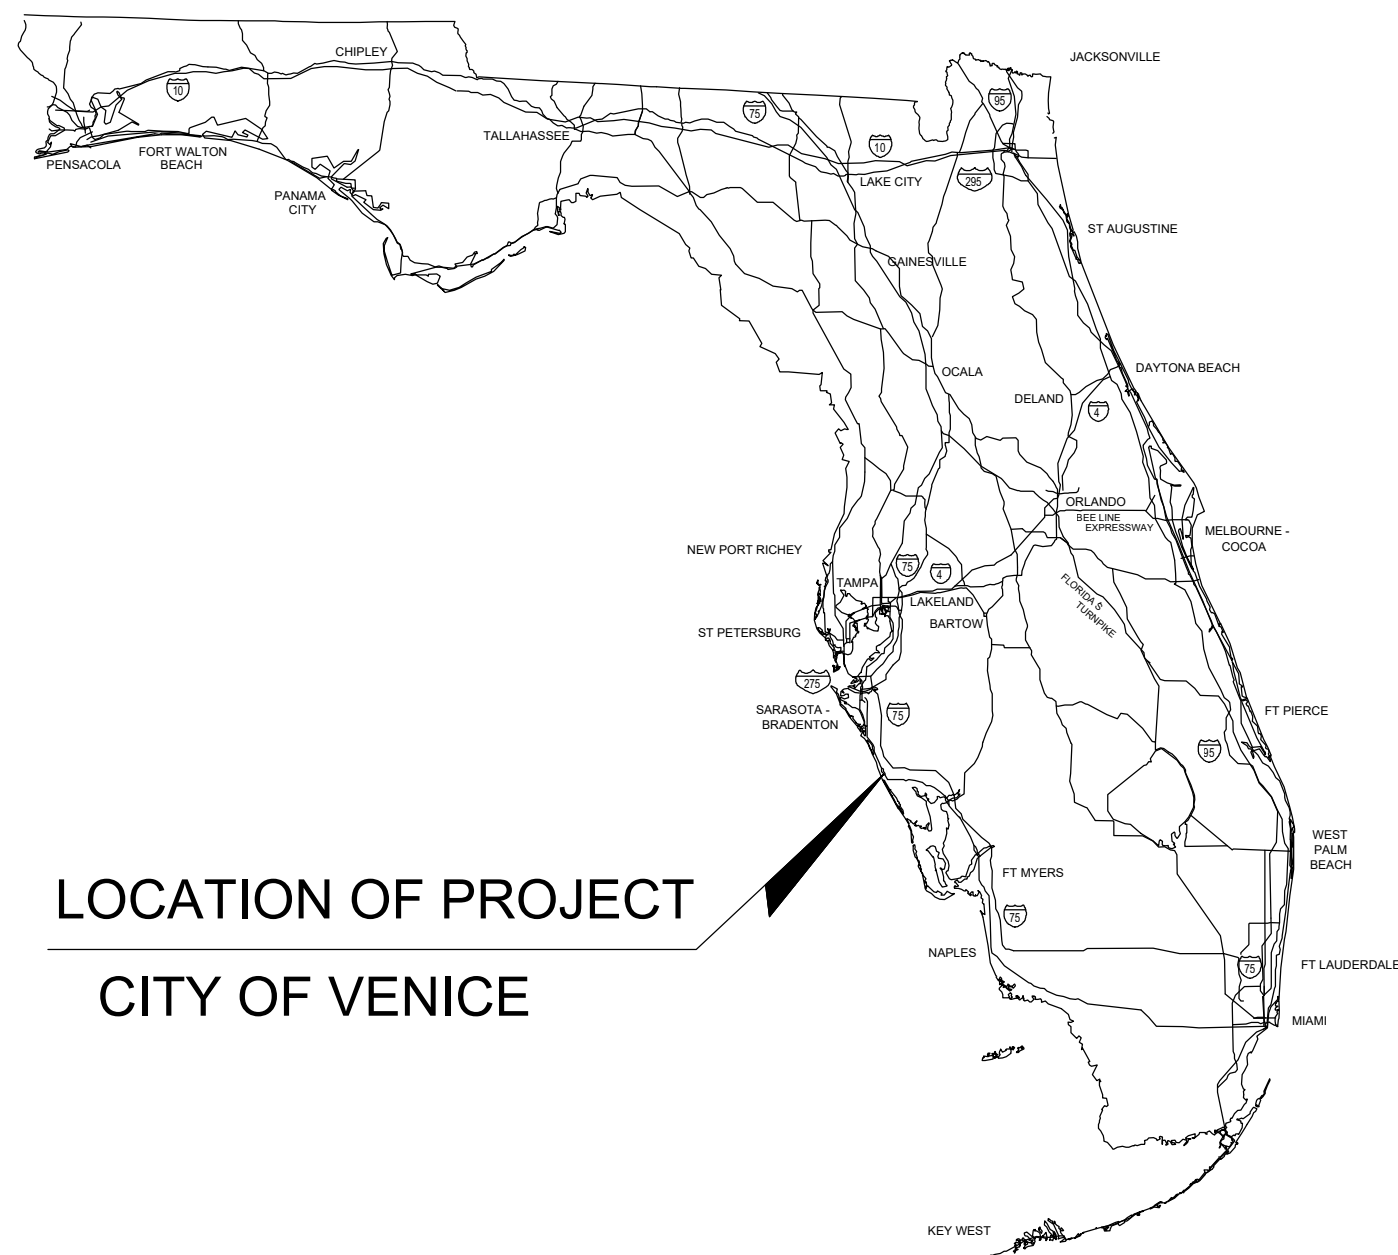 JACKSONVILLE
CHIPLEY
10
95
75
TALLAHASSEE
10
PENSACOLA
FORT WALTON
BEACH
LAKE CITY
295
PANAMA
CITY
ST AUGUSTINE
GAINESVILLE
OCALA
DAYTONA BEACH
DELAND
4
ORLANDO
BEE LINE
EXPRESSWAY
MELBOURNE -
COCOA
NEW PORT RICHEY
75
4
TAMPA
LAKELAND
BARTOW
FLORIDA'S
TURNPIKE
ST PETERSBURG
275
SARASOTA -
BRADENTON
75
FT PIERCE
95
WEST
PALM
BEACH
FT MYERS
LOCATION OF PROJECT
75
NAPLES
75
FT LAUDERDALE
CITY OF VENICE
MIAMI
KEY WEST